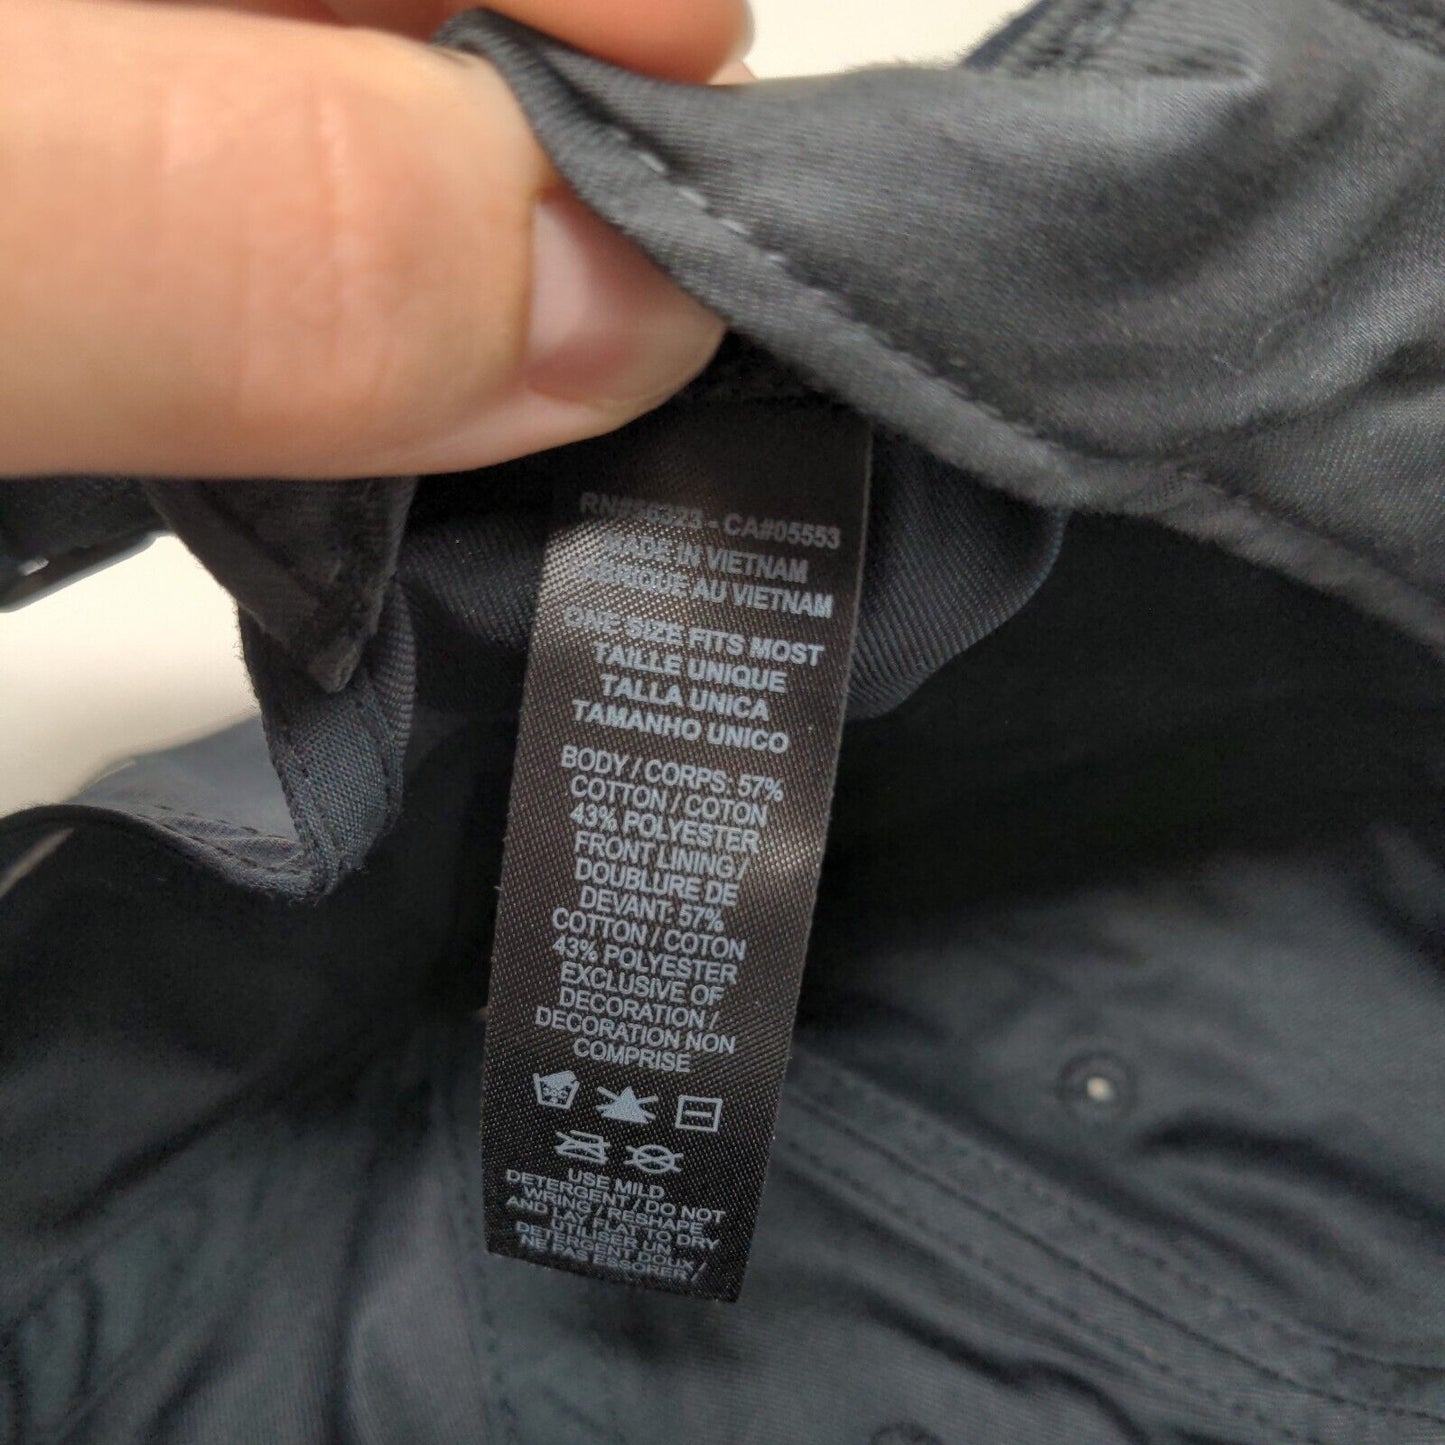 RN#56323 - CA#05553
MADE IN VIETNAM
FABRIQUE AU VIETNAM
ONE SIZE FITS MOST
TAILLE UNIQUE
TALLA UNICA
TAMANHO UNICO
BODY / CORPS: 57%
COTTON / COTON
43% POLYESTER
FRONT LINING /
DOUBLURE DE
DEVANT: 57%
COTTON / COTON
43% POLYESTER
EXCLUSIVE OF
DECORATION /
DECORATION NON
COMPRISE
USE MILD
DETERGENT / DO NOT
WRING / RESHAPE
AND LAY FLAT TO DRY
UTILISER UN
DETERGENT DOUX /
NE PAS ESSORER /